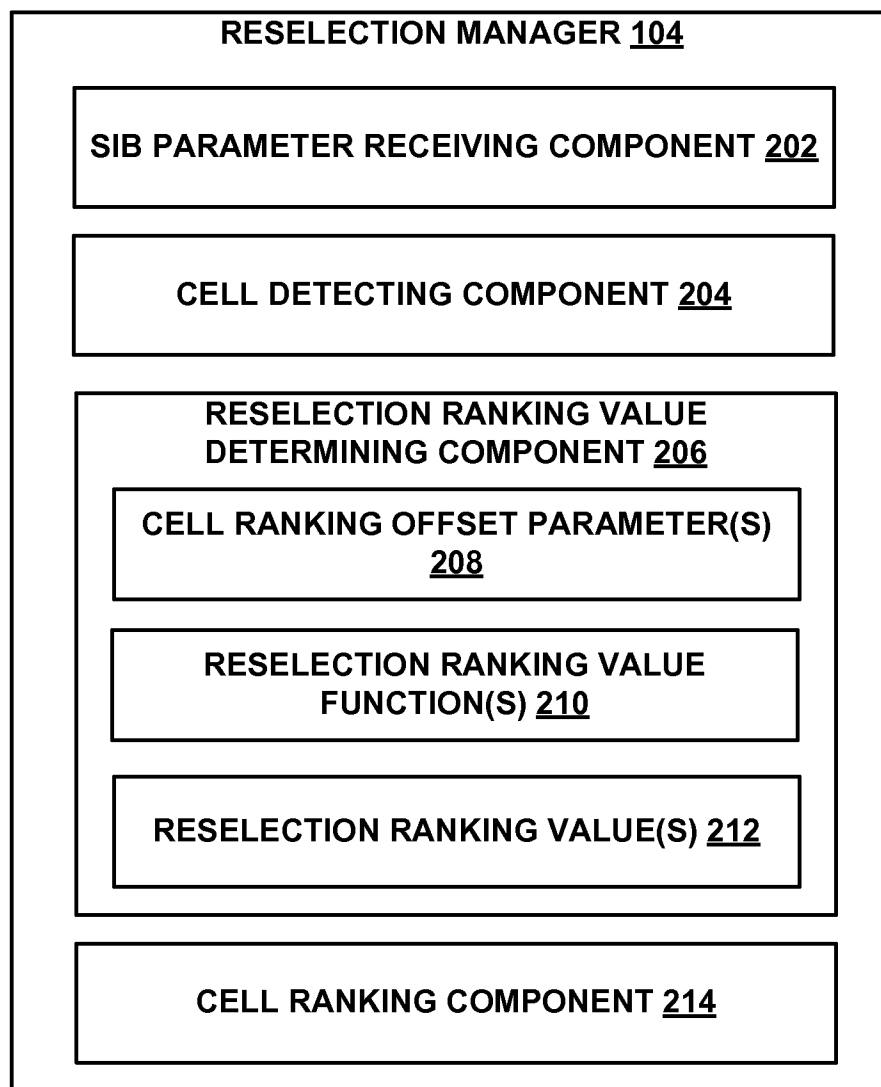 RESELECTION MANAGER 104
SIB PARAMETER RECEIVING COMPONENT 202
CELL DETECTING COMPONENT 204
RESELECTION RANKING VALUE
DETERMINING COMPONENT 206
CELL RANKING OFFSET PARAMETER(S)
208
RESELECTION RANKING VALUE
FUNCTION(S) 210
RESELECTION RANKING VALUE(S) 212
CELL RANKING COMPONENT 214